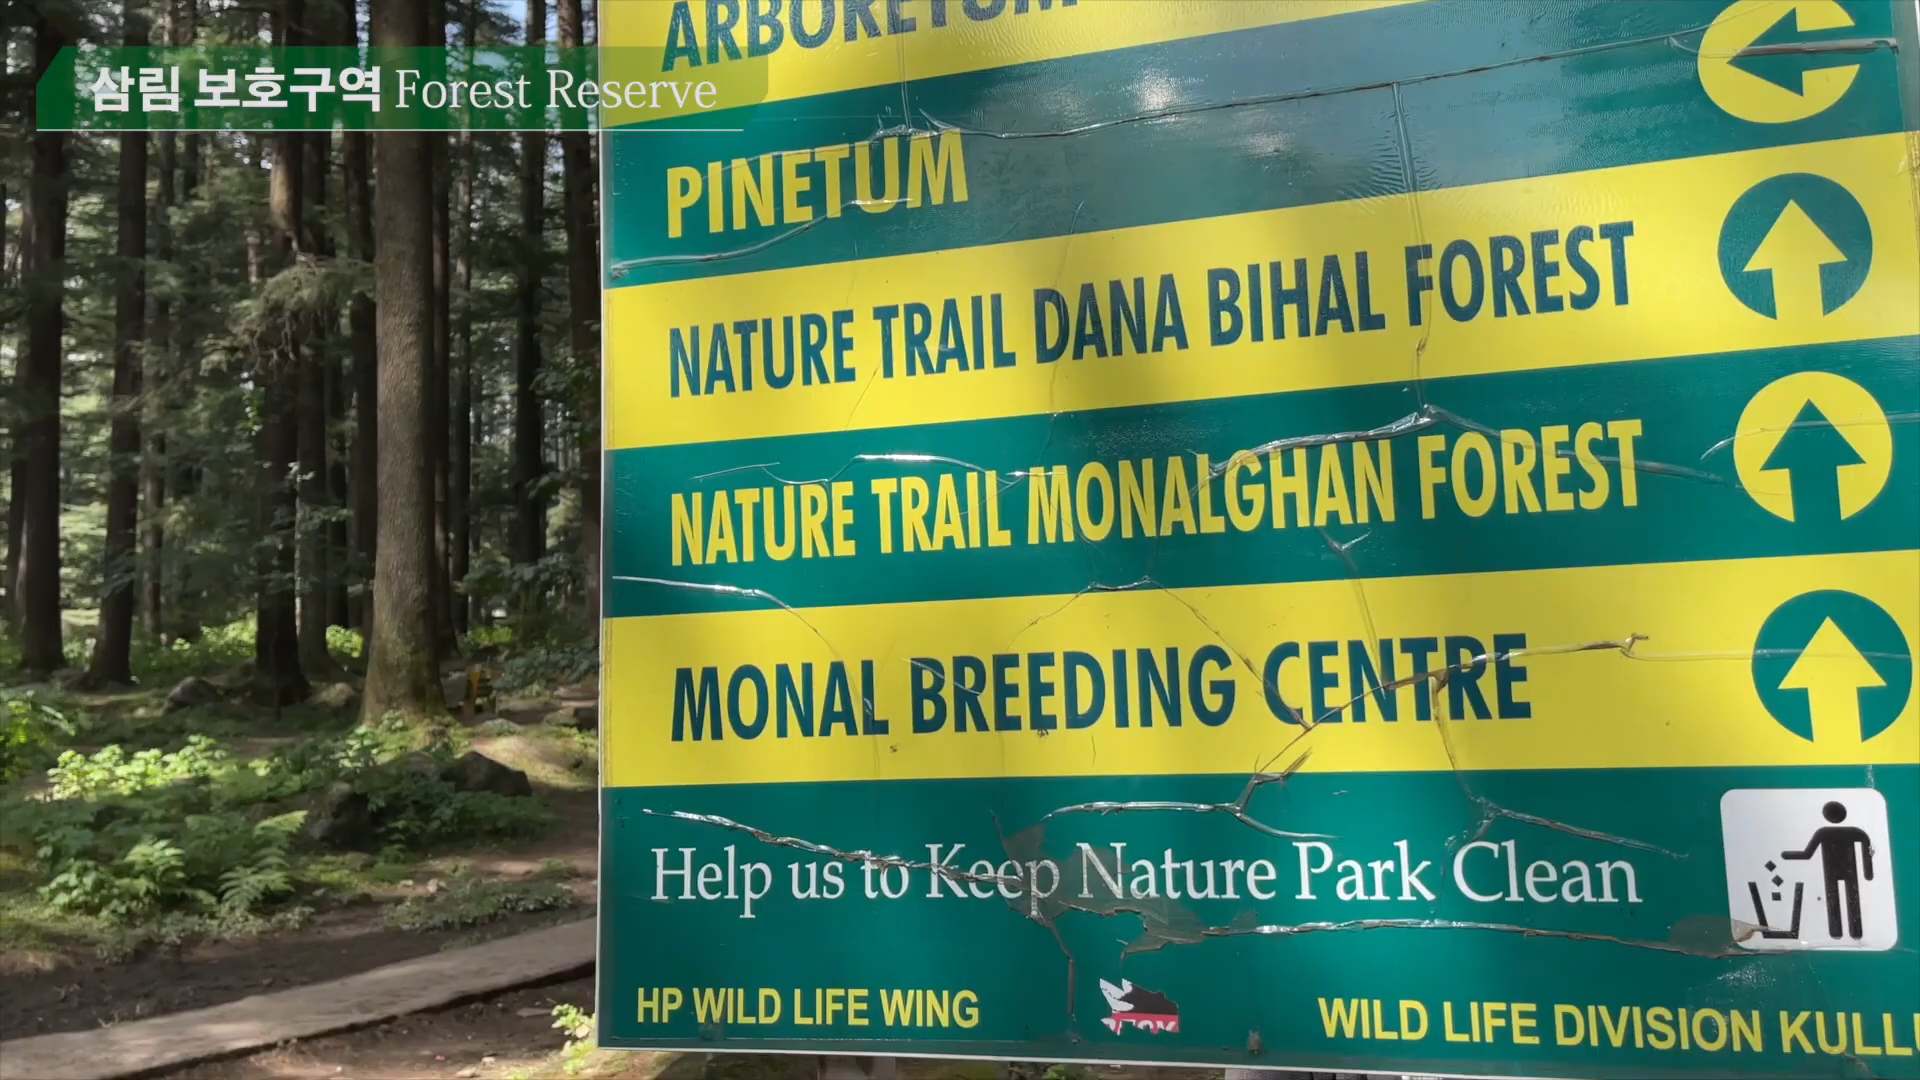 삼림 보호구역 Forest Reserve
ARBORETUM
PINETUM
NATURE TRAIL DANA BIHAL FOREST
NATURE TRAIL MONALGHAN FOREST
MONAL BREEDING CENTRE
Help us to Keep Nature Park Clean
HP WILD LIFE WING
WILD LIFE DIVISION KULLU